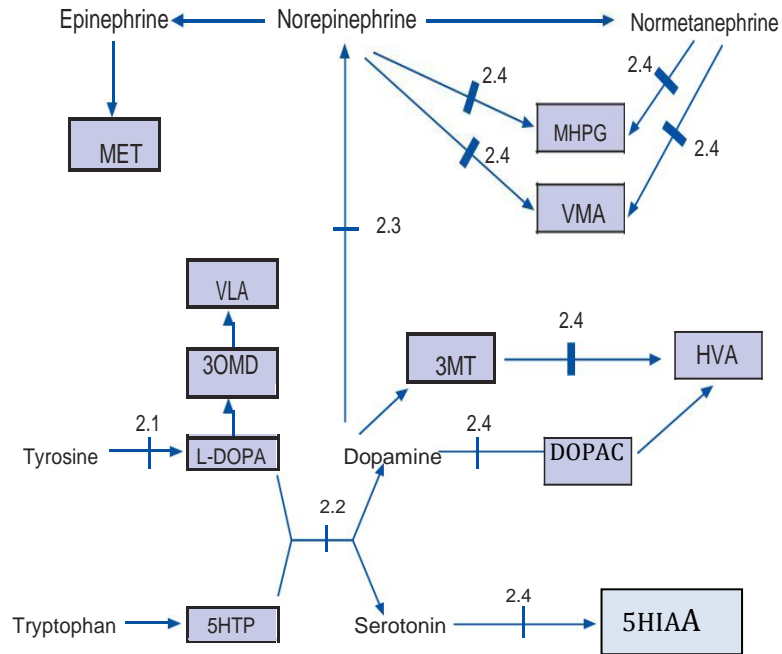 Epinephrine
Norepinephrine
Normetanephrine
2.4
2.4
MHPG
MET
2.4
2.4
VMA
2.3
VLA
2.4
3OMD
3MT
HVA
2.1
2.4
Tyrosine
L-DOPA
Dopamine
DOPAC
2.2
2.4
Tryptophan
5HTP
Serotonin
5HIAA